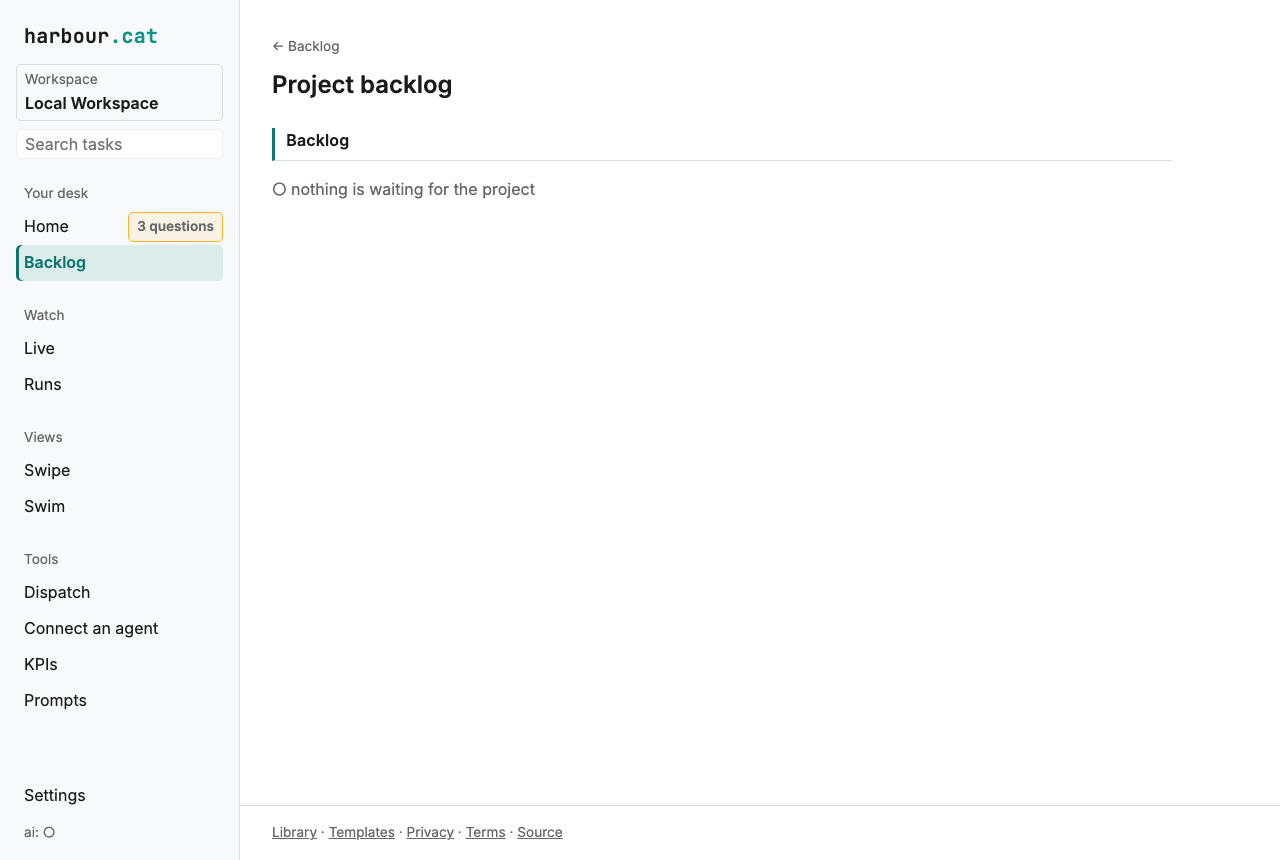 harbour.cat
Workspace
Local Workspace
Search tasks
Your desk
Home
3 questions
Backlog
Watch
Live
Runs
Views
Swipe
Swim
Tools
Dispatch
Connect an agent
KPIs
Prompts
Settings
ai: ○
← Backlog
Project backlog
Backlog
○ nothing is waiting for the project
Library · Templates · Privacy · Terms · Source